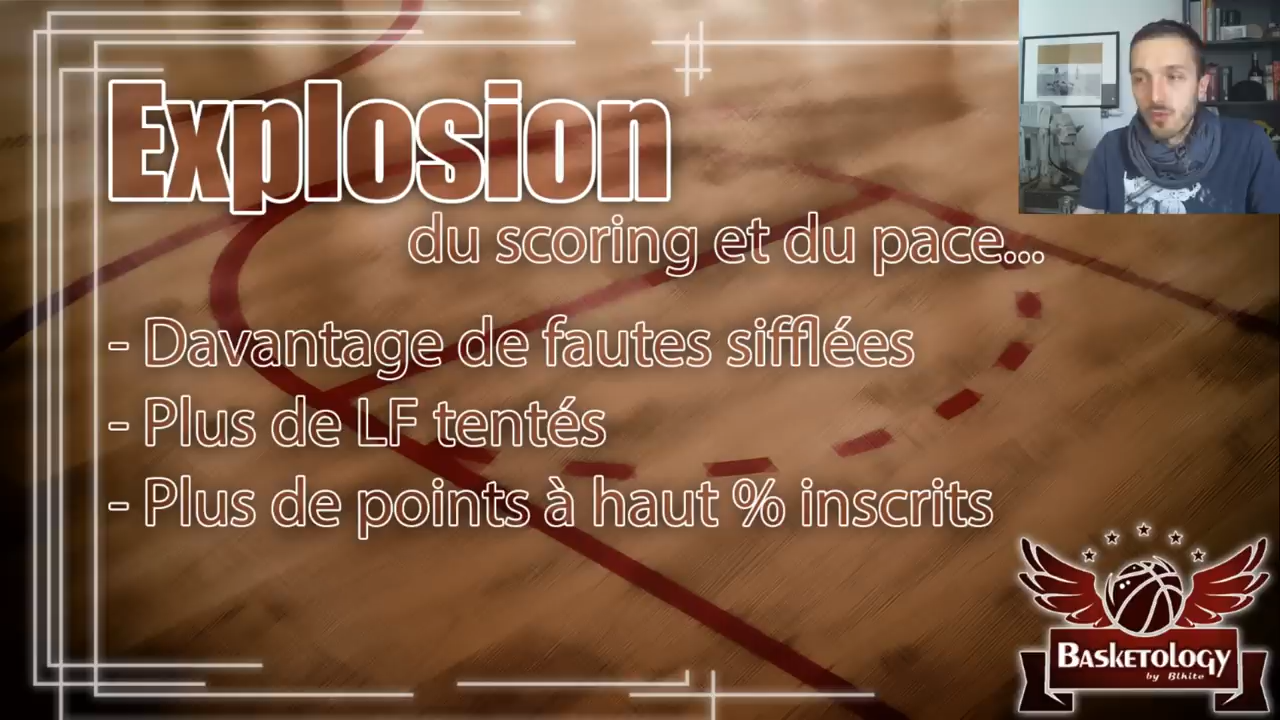 Explosion
du scoring et du pace...
- Davantage de fautes sifflées
- Plus de LF tentés
- Plus de points à haut % inscrits
BASKETOLOGY
by Blkite